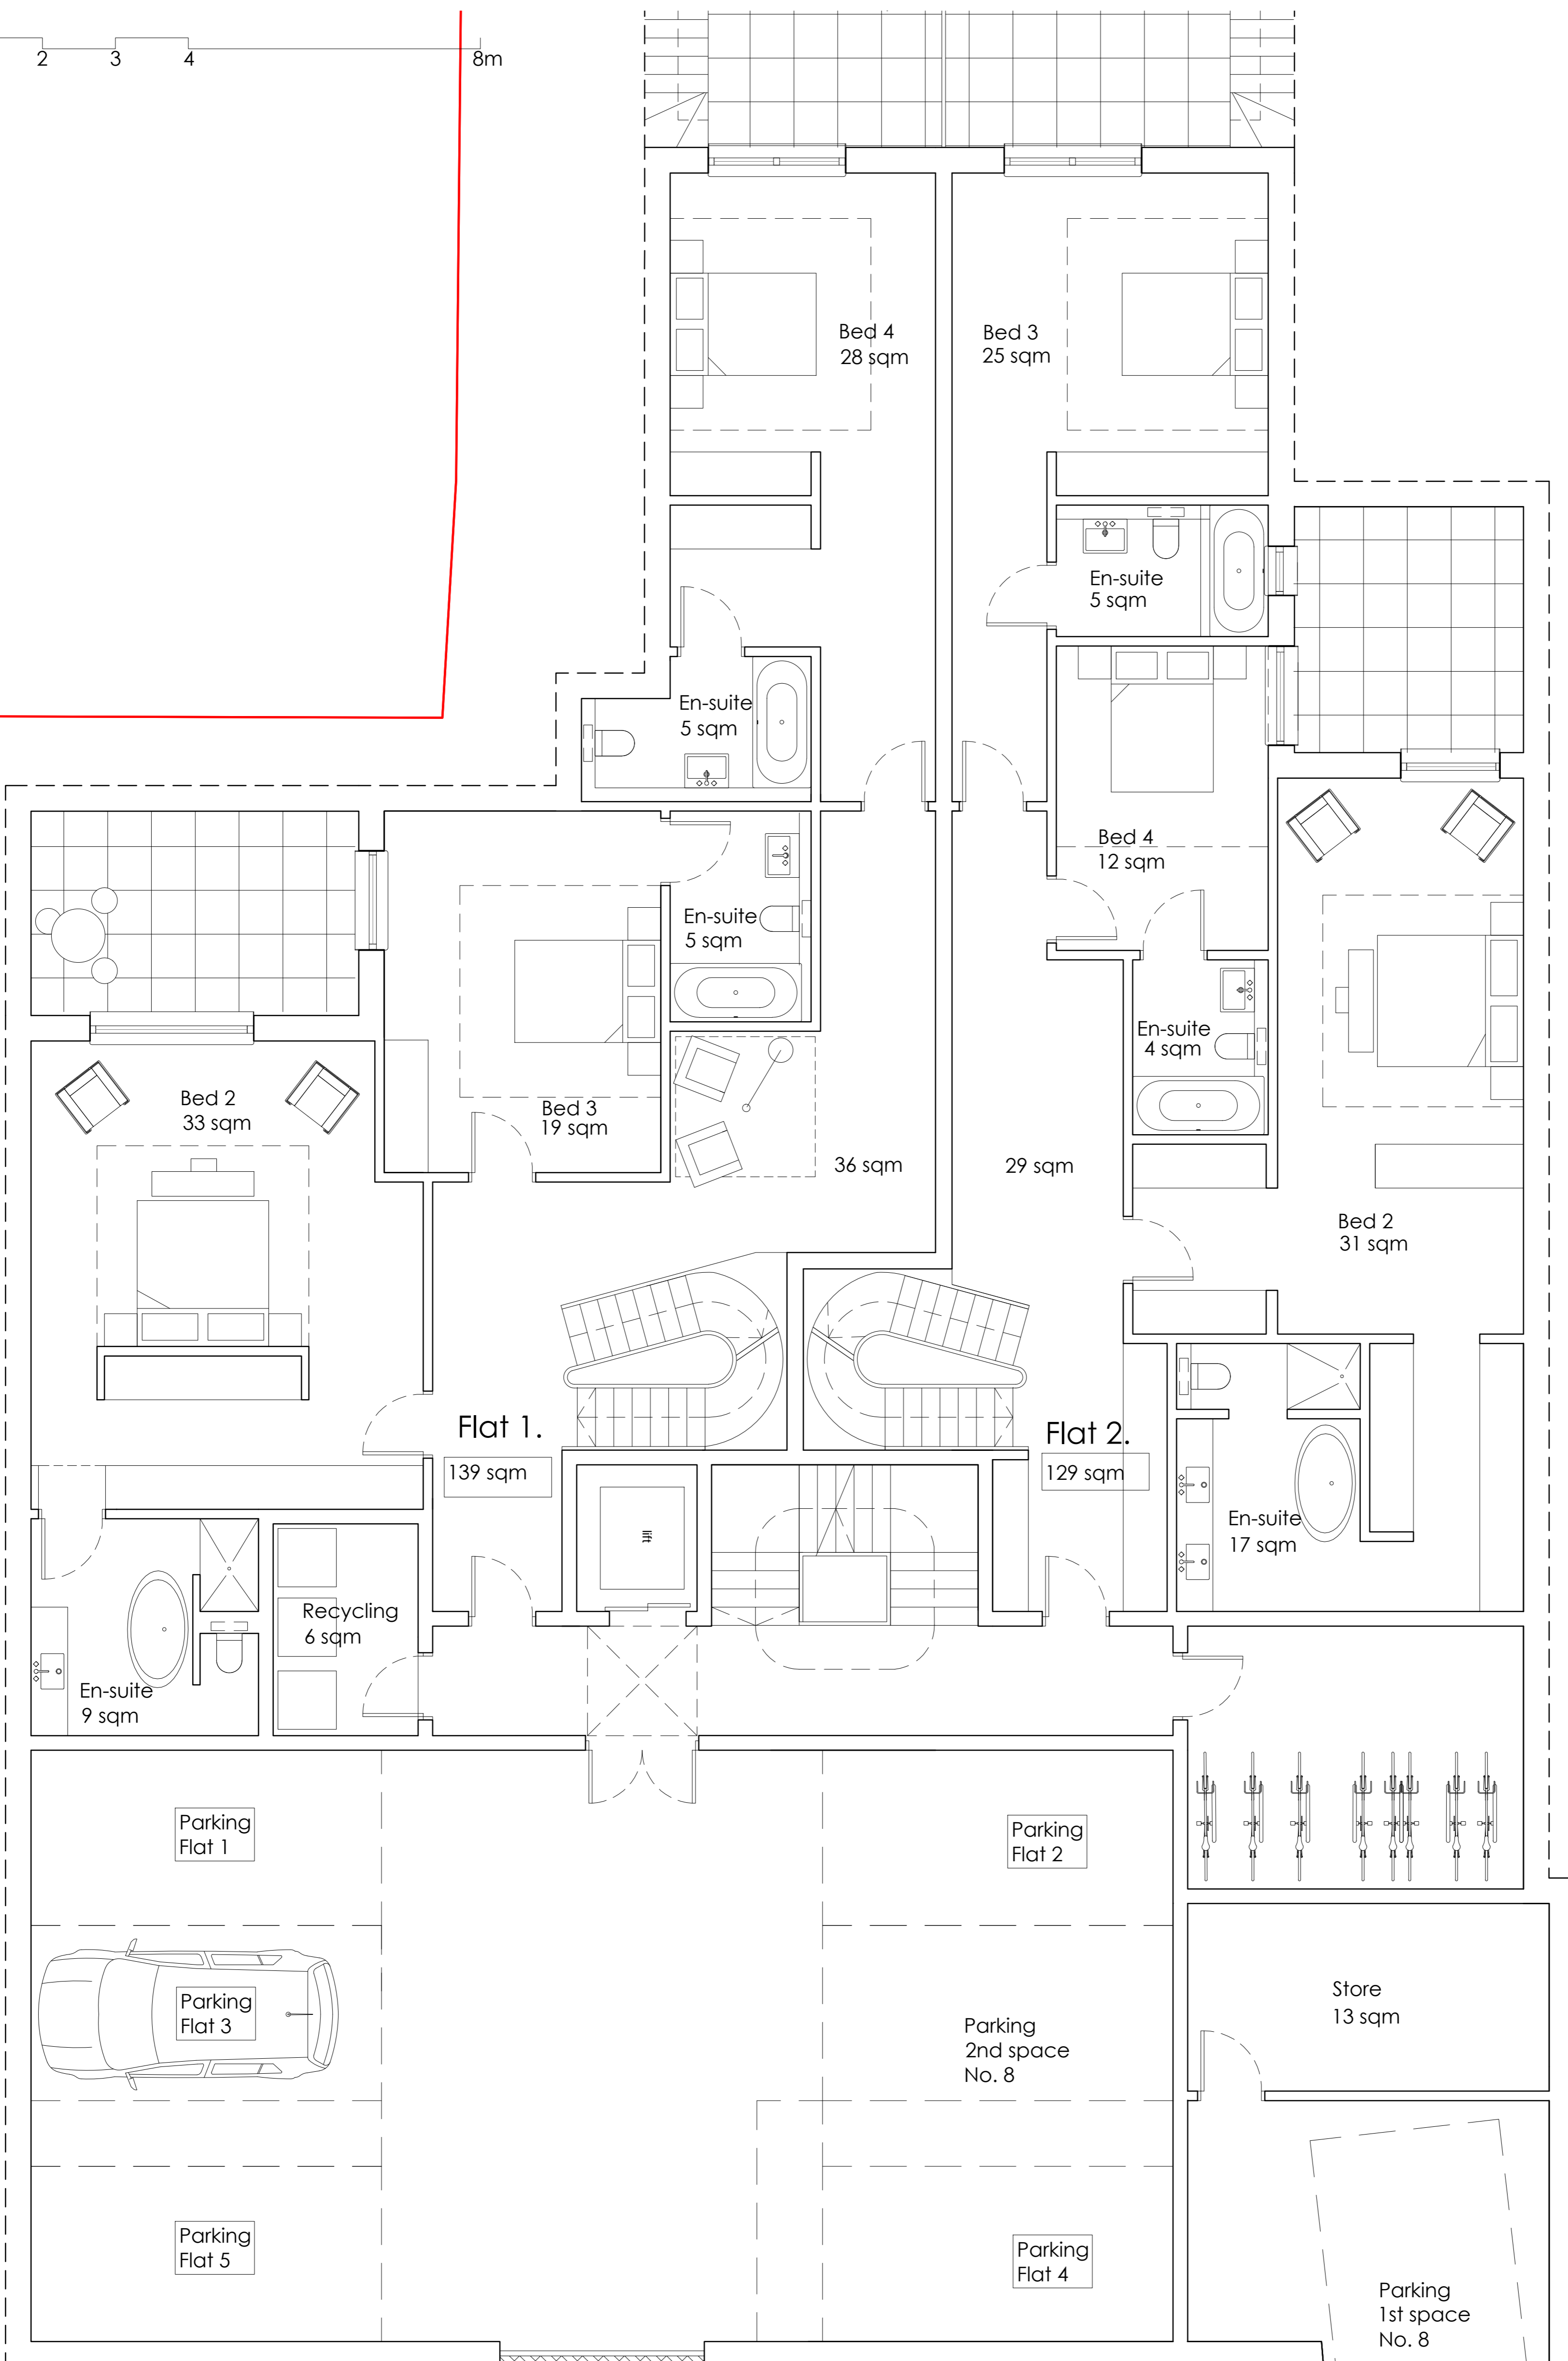 2 3 4 8m
Bed 4
28 sqm
Bed 3
25 sqm
En-suite
5 sqm
En-suite
5 sqm
Bed 4
12 sqm
En-suite
5 sqm
En-suite
4 sqm
Bed 2
33 sqm
Bed 3
19 sqm
36 sqm
29 sqm
Bed 2
31 sqm
Flat 1.
139 sqm
Flat 2.
129 sqm
lift
En-suite
17 sqm
Recycling
6 sqm
En-suite
9 sqm
Parking
Flat 1
Parking
Flat 2
Parking
Flat 3
Store
13 sqm
Parking
2nd space
No. 8
Parking
Flat 5
Parking
Flat 4
Parking
1st space
No. 8